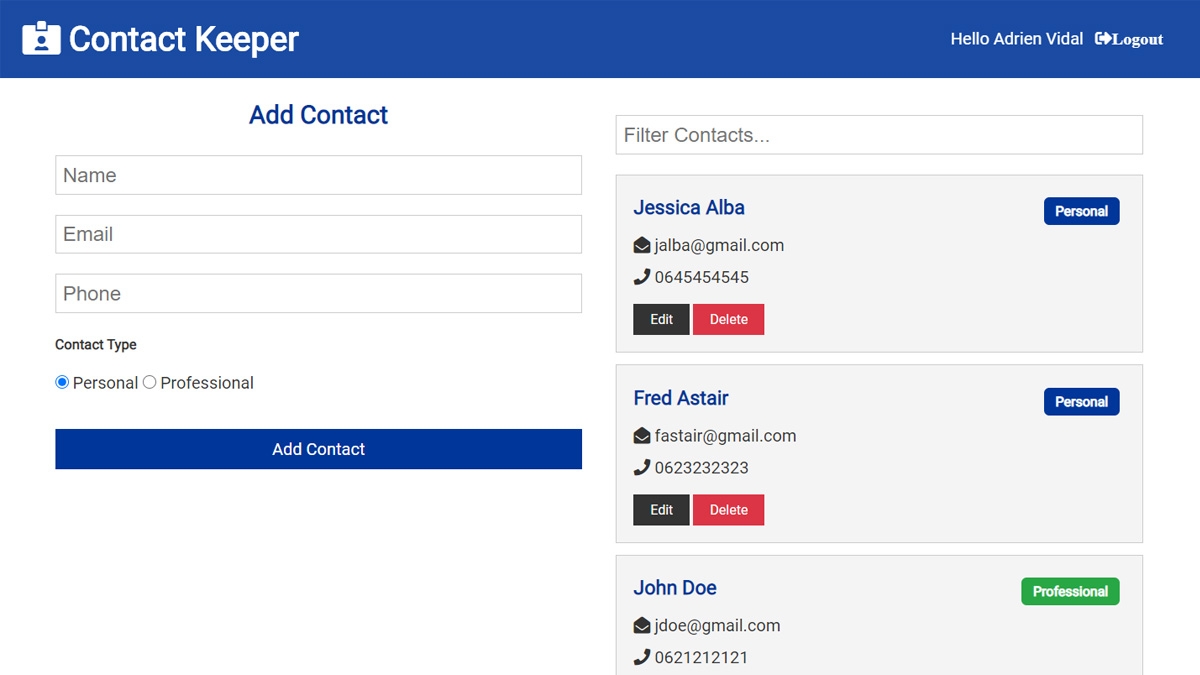 Contact Keeper
Hello Adrien Vidal Logout
Add Contact
Name
Email
Phone
Contact Type
Personal Professional
Add Contact
Filter Contacts...
Jessica Alba
Personal
jalba@gmail.com
0645454545
Edit Delete
Fred Astair
Personal
fastair@gmail.com
0623232323
Edit Delete
John Doe
Professional
jdoe@gmail.com
0621212121